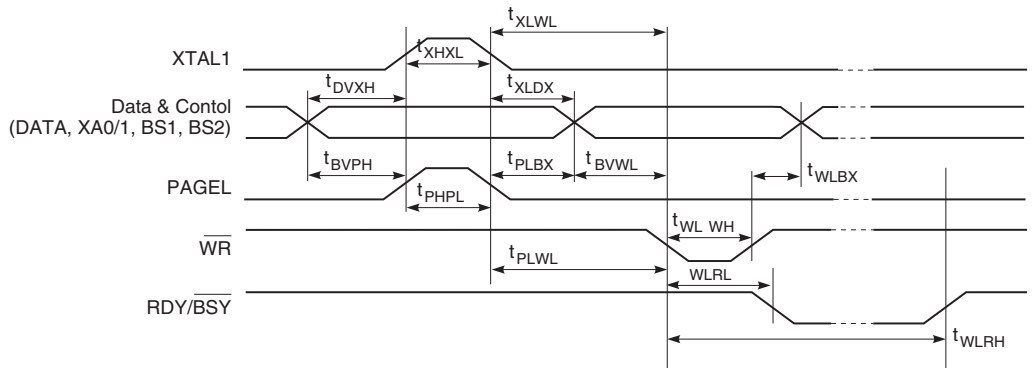 tXLWL
XTAL1
tXHXL
tDVXH
tXLDX
Data & Contol
(DATA, XA0/1, BS1, BS2)
tBVPH
tPLBX
tBVWL
tWLBX
PAGEL
tPHPL
tWL WH
WR
tPLWL
WLRL
RDY/BSY
tWLRH